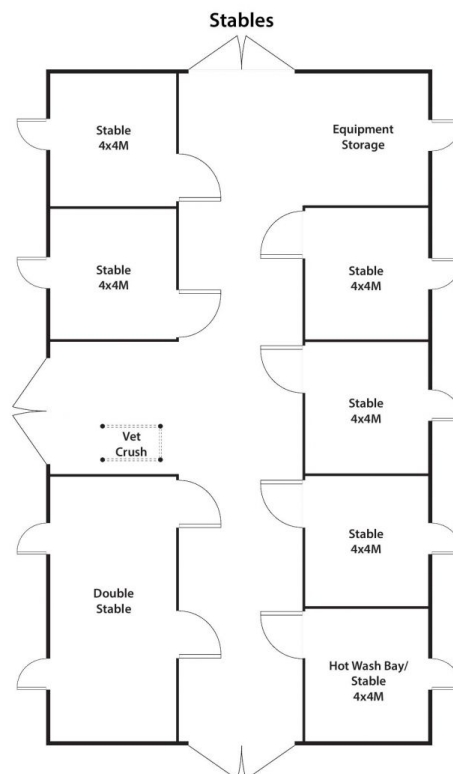 Stables
Stable
4x4M
Equipment
Storage
Stable
4x4M
Stable
4x4M
Stable
4x4M
Vet
Crush
Stable
4x4M
Double
Stable
Hot Wash Bay/
Stable
4x4M